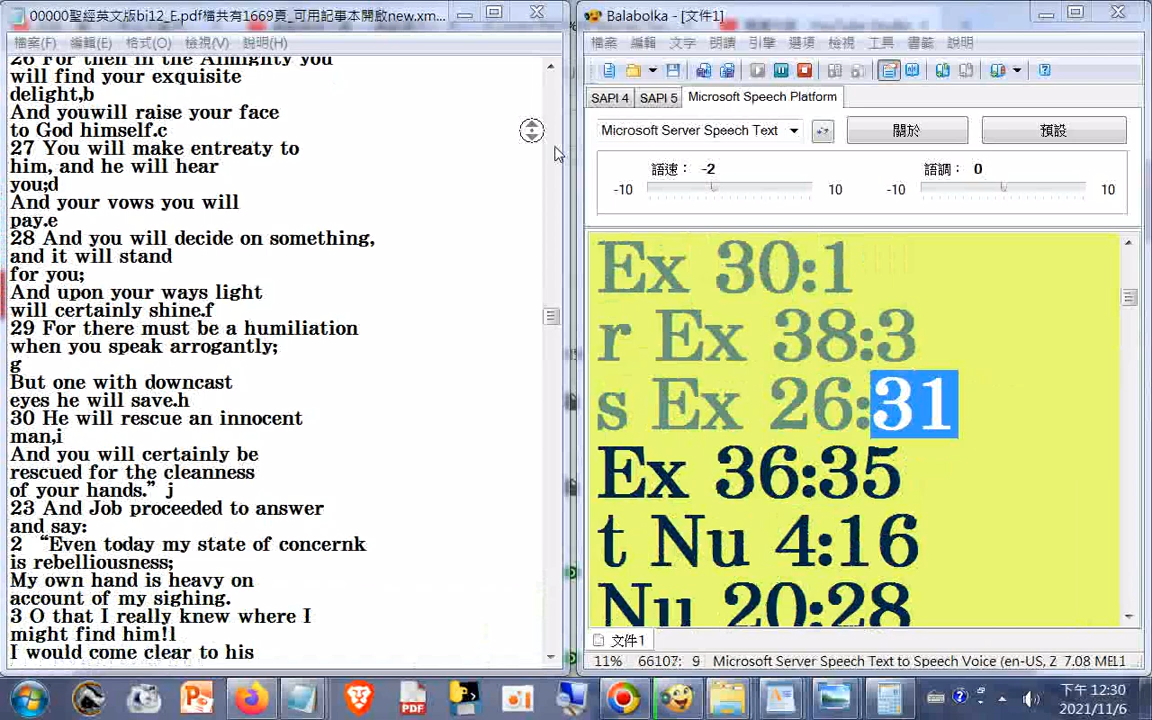 00000聖經英文版bi12_E.pdf檔共有1669頁_可用記事本開啟new.xm...
檔案(F) 編輯(E) 格式(O) 檢視(V) 說明(H)
26 For then in the Almighty you
will find your exquisite
delight,b
And youwill raise your face
to God himself.c
27 You will make entreaty to
him, and he will hear
you;d
And your vows you will
pay.e
28 And you will decide on something,
and it will stand
for you;
And upon your ways light
will certainly shine.f
29 For there must be a humiliation
when you speak arrogantly;
g
But one with downcast
eyes he will save.h
30 He will rescue an innocent
man,i
And you will certainly be
rescued for the cleanness
of your hands.” j
23 And Job proceeded to answer
and say:
2 “Even today my state of concernk
is rebelliousness;
My own hand is heavy on
account of my sighing.
3 O that I really knew where I
might find him!l
I would come clear to his
Balabolka - [文件1]
檔案 編輯 文字 朗讀 引擎 選項 檢視 工具 書籤 說明
SAPI 4 SAPI 5 Microsoft Speech Platform
Microsoft Server Speech Text 關於 預設
語速： -2 語調： 0
-10 10 -10 10
Ex 30:1
r Ex 38:3
s Ex 26:31
Ex 36:35
t Nu 4:16
Nu 20:28
文件1
11% 66107: 9 Microsoft Server Speech Text to Speech Voice (en-US, Z 7.08 ME
PDF
下午 12:30
2021/11/6